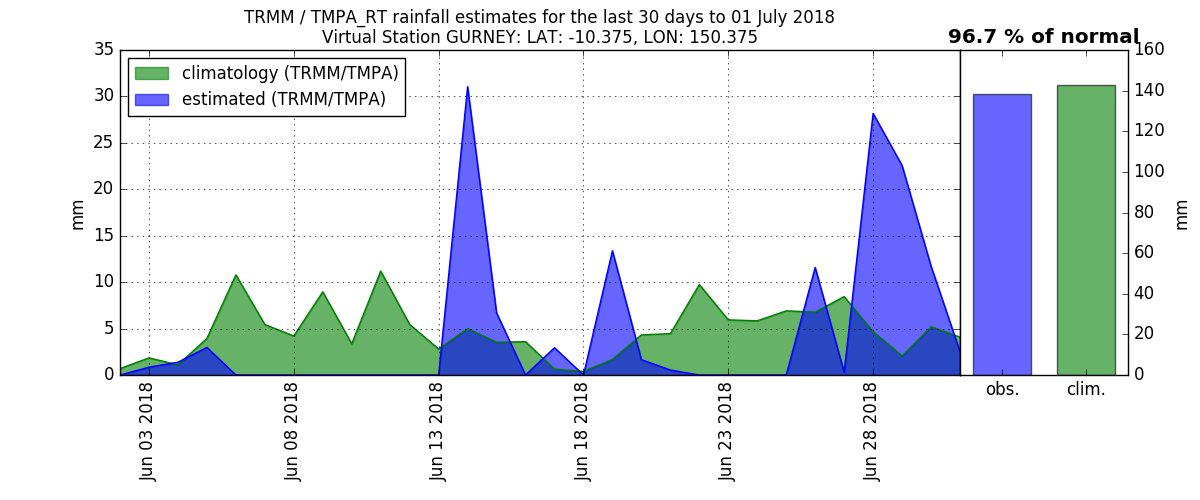 TRMM / TMPA_RT rainfall estimates for the last 30 days to 01 July 2018
Virtual Station GURNEY: LAT: -10.375, LON: 150.375
96.7 % of normal
climatology (TRMM/TMPA)
estimated (TRMM/TMPA)
mm
35
30
25
20
15
10
5
0
Jun 03 2018
Jun 08 2018
Jun 13 2018
Jun 18 2018
Jun 23 2018
Jun 28 2018
obs.
clim.
160
140
120
100
80
60
40
20
0
mm